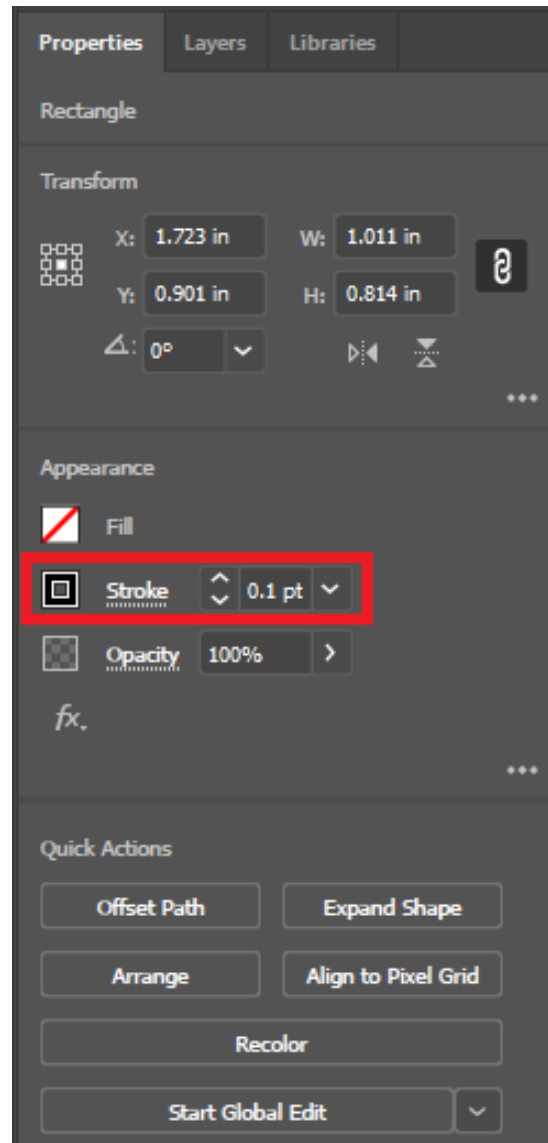 Properties Layers Libraries
Rectangle
Transform
X: 1.723 in W: 1.011 in
Y: 0.901 in H: 0.814 in
: 0° 
Appearance
Fill
Stroke 0.1 pt
Opacity 100%
fx.
Quick Actions
Offset Path Expand Shape
Arrange Align to Pixel Grid
Recolor
Start Global Edit